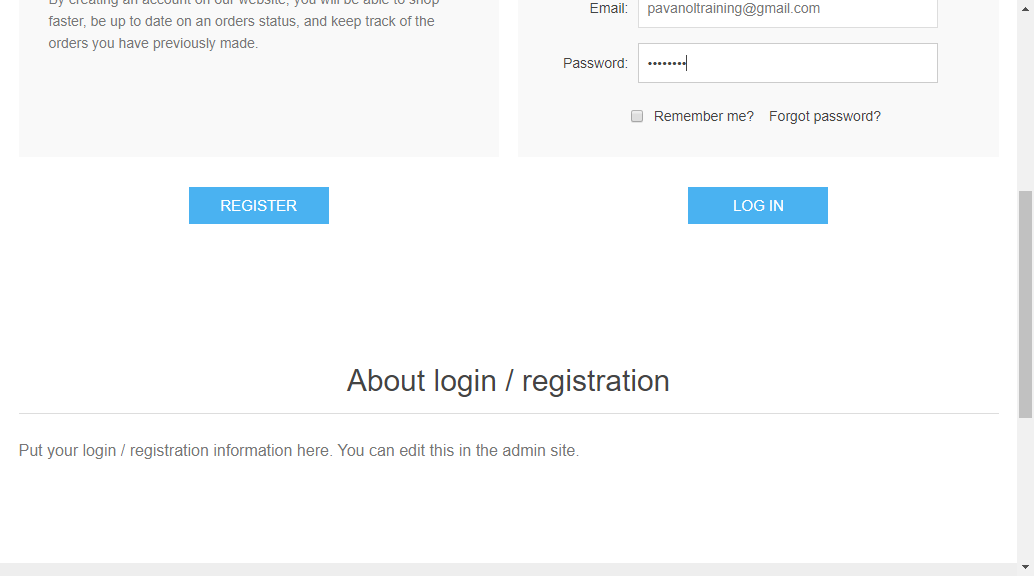 By creating an account on our website, you will be able to shop
faster, be up to date on an orders status, and keep track of the
orders you have previously made.
Email: pavanoltraining@gmail.com
Password: ••••••••
Remember me? Forgot password?
REGISTER
LOG IN
About login / registration
Put your login / registration information here. You can edit this in the admin site.